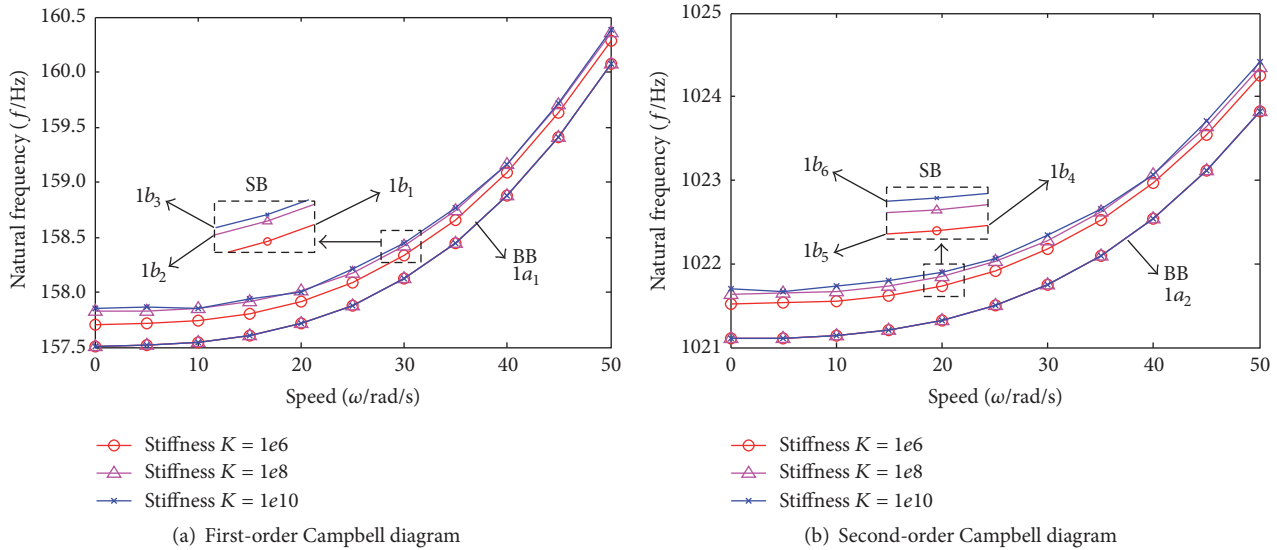 160.5
160.0
159.5
159.0
158.5
158.0
157.5
Natural frequency (f/Hz)
SB
1b3
1b1
1b2
BB
1a1
0 10 20 30 40 50
Speed (ω/rad/s)
Stiffness K = 1e6
Stiffness K = 1e8
Stiffness K = 1e10
(a) First-order Campbell diagram
1025
1024
1023
1022
1021
Natural frequency (f/Hz)
SB
1b6
1b4
1b5
BB
1a2
0 10 20 30 40 50
Speed (ω/rad/s)
Stiffness K = 1e6
Stiffness K = 1e8
Stiffness K = 1e10
(b) Second-order Campbell diagram